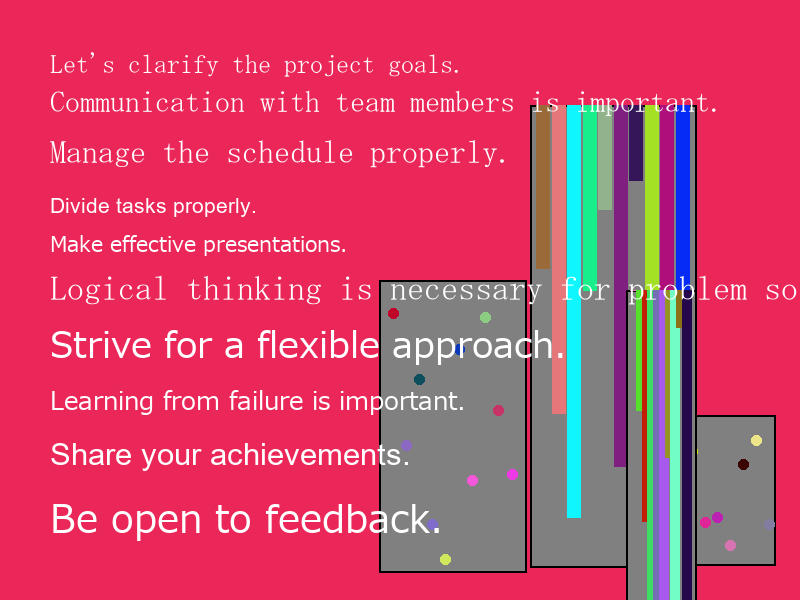 Let's clarify the project goals.
Communication with team members is important.
Manage the schedule properly.
Divide tasks properly.
Make effective presentations.
Logical thinking is necessary for problem so
Strive for a flexible approach.
Learning from failure is important.
Share your achievements.
Be open to feedback.